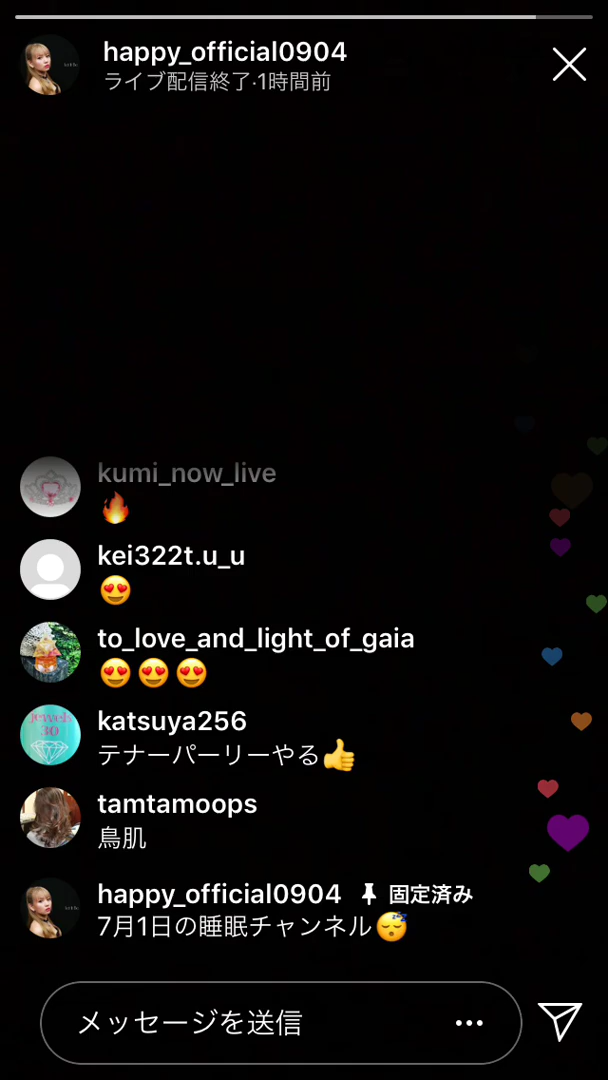 happy_official0904
ライブ配信終了·1時間前
kumi_now_live
🔥
kei322t.u_u
😍
to_love_and_light_of_gaia
😍😍😍
katsuya256
Jewels
30
テナーパーリーやる👍
tamtamoops
鳥肌
happy_official0904 固定済み
7月1日の睡眠チャンネル😴
メッセージを送信